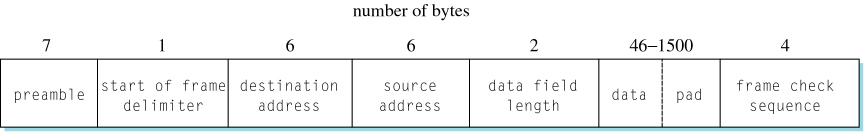 number of bytes
7 1 6 6 2 46–1500 4
preamble start of frame delimiter destination address source address data field length data pad frame check sequence